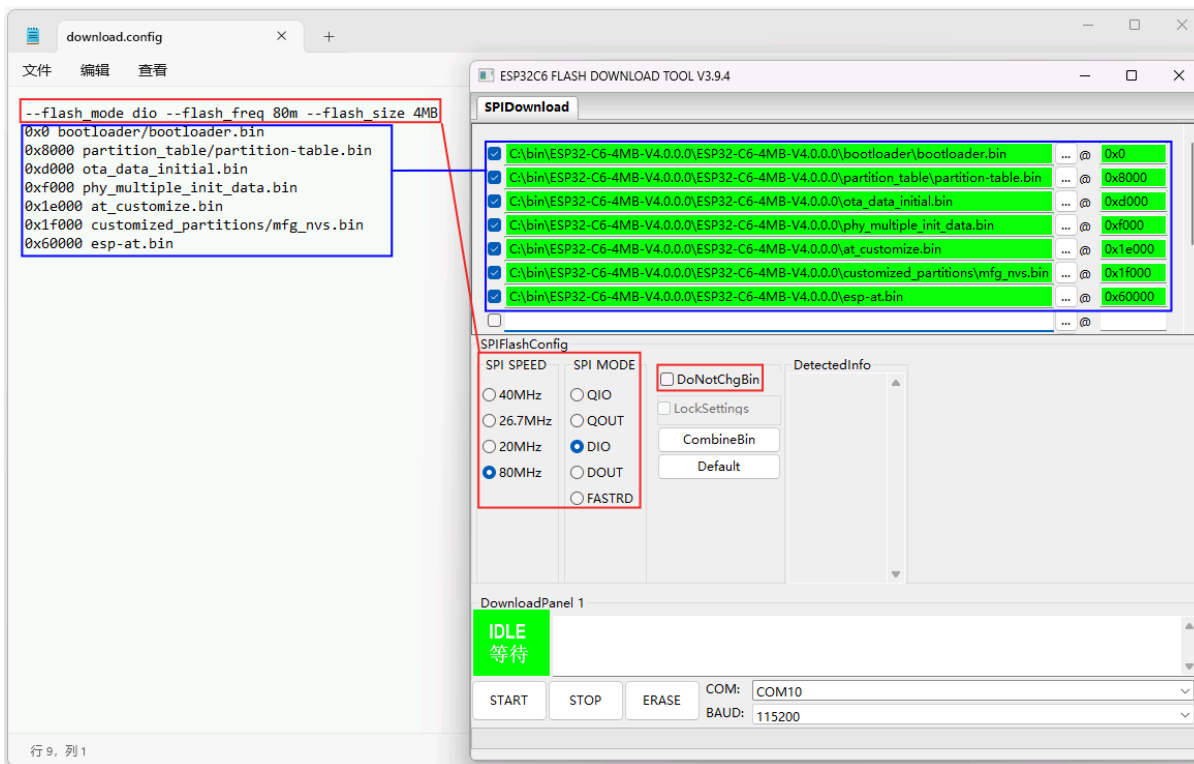 download.config
文件 编辑 查看
--flash_mode dio --flash_freq 80m --flash_size 4MB
0x0 bootloader/bootloader.bin
0x8000 partition_table/partition-table.bin
0xd000 ota_data_initial.bin
0xf000 phy_multiple_init_data.bin
0x1e000 at_customize.bin
0x1f000 customized_partitions/mfg_nvs.bin
0x60000 esp-at.bin
行 9, 列 1
ESP32C6 FLASH DOWNLOAD TOOL V3.9.4
SPIDownload
C:\bin\ESP32-C6-4MB-V4.0.0.0\ESP32-C6-4MB-V4.0.0.0\bootloader\bootloader.bin ... @ 0x0
C:\bin\ESP32-C6-4MB-V4.0.0.0\ESP32-C6-4MB-V4.0.0.0\partition_table\partition-table.bin ... @ 0x8000
C:\bin\ESP32-C6-4MB-V4.0.0.0\ESP32-C6-4MB-V4.0.0.0\ota_data_initial.bin ... @ 0xd000
C:\bin\ESP32-C6-4MB-V4.0.0.0\ESP32-C6-4MB-V4.0.0.0\phy_multiple_init_data.bin ... @ 0xf000
C:\bin\ESP32-C6-4MB-V4.0.0.0\ESP32-C6-4MB-V4.0.0.0\at_customize.bin ... @ 0x1e000
C:\bin\ESP32-C6-4MB-V4.0.0.0\ESP32-C6-4MB-V4.0.0.0\customized_partitions\mfg_nvs.bin ... @ 0x1f000
C:\bin\ESP32-C6-4MB-V4.0.0.0\ESP32-C6-4MB-V4.0.0.0\esp-at.bin ... @ 0x60000
... @
SPIFlashConfig
SPI SPEED
40MHz
26.7MHz
20MHz
80MHz
SPI MODE
QIO
QOUT
DIO
DOUT
FASTRD
DoNotChgBin
LockSettings
CombineBin
Default
DetectedInfo
DownloadPanel 1
IDLE
等待
START STOP ERASE
COM: COM10
BAUD: 115200